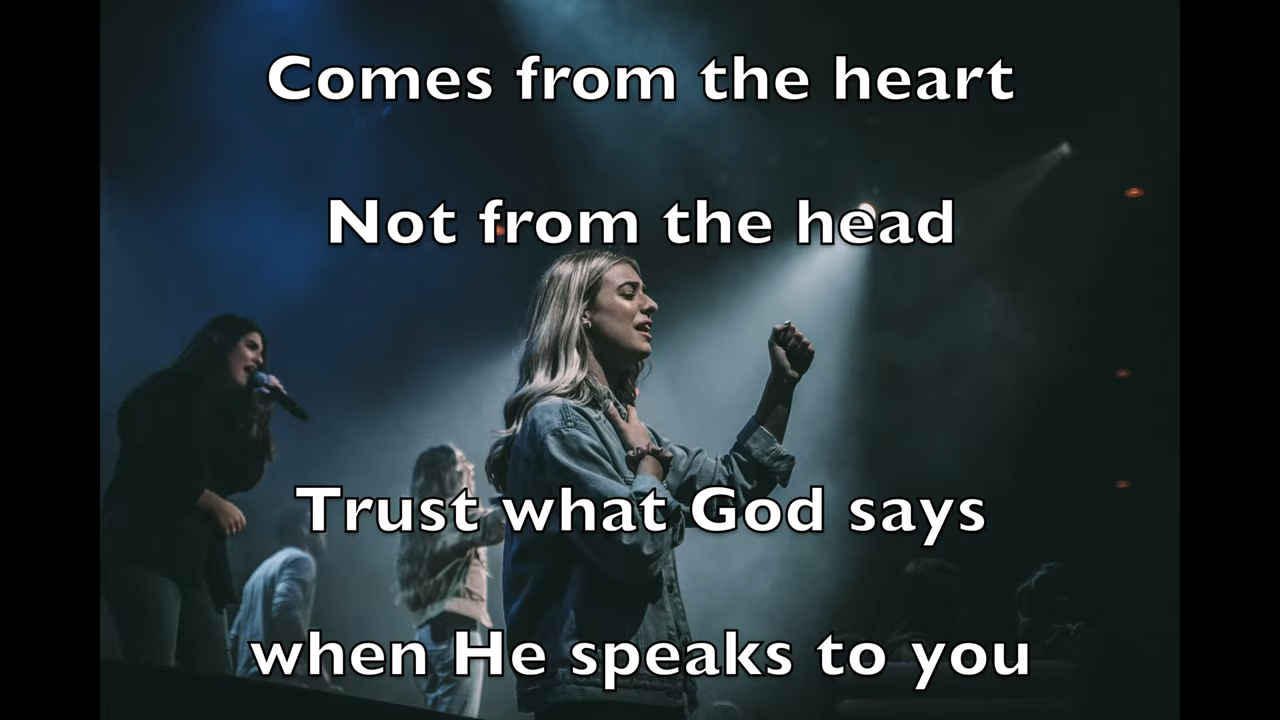 Comes from the heart
Not from the head
Trust what God says
when He speaks to you